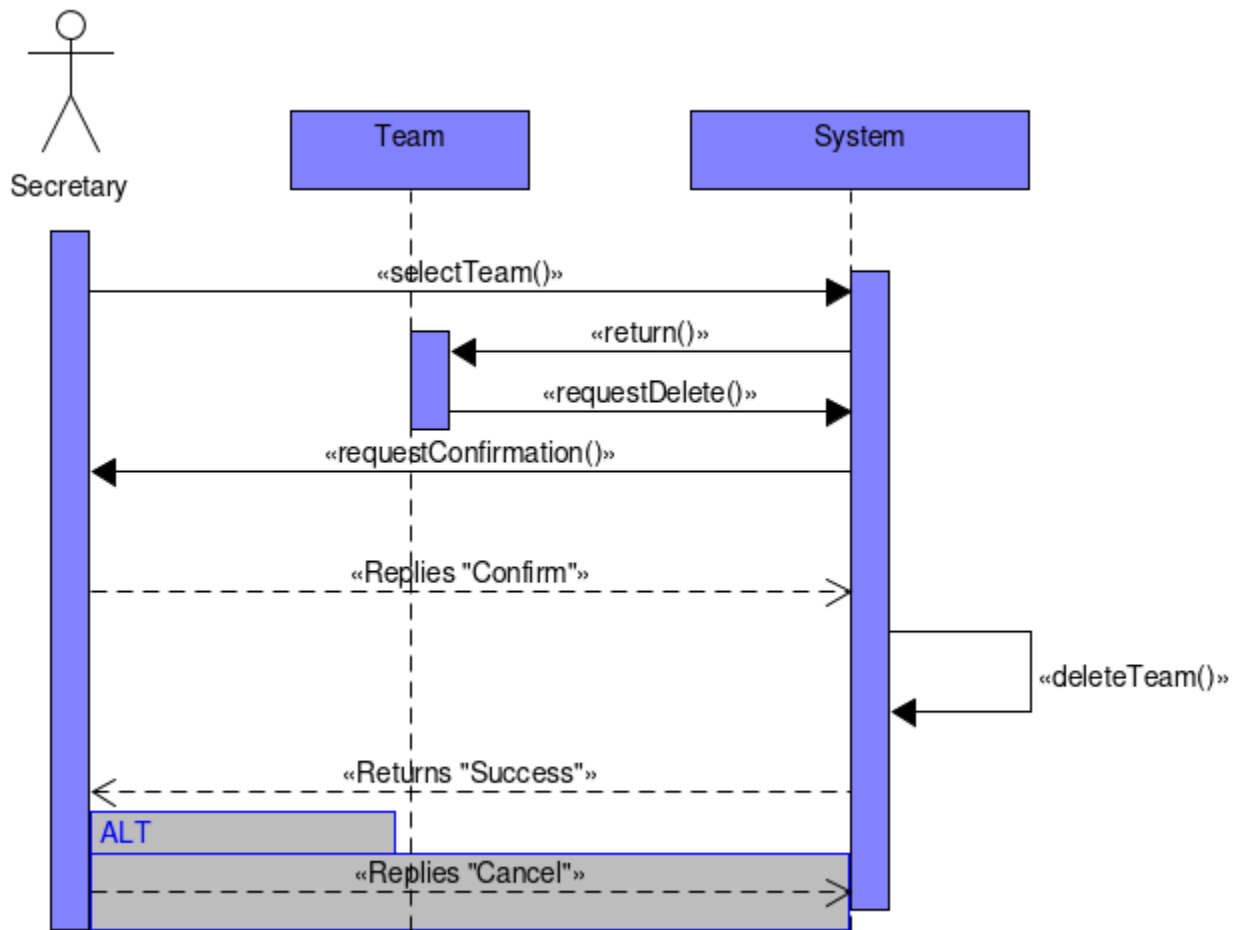 Team
System
Secretary
«selectTeam()»
«return()»
«requestDelete()»
«requestConfirmation()»
«Replies "Confirm"»
«deleteTeam()»
«Returns "Success"»
ALT
«Replies "Cancel"»